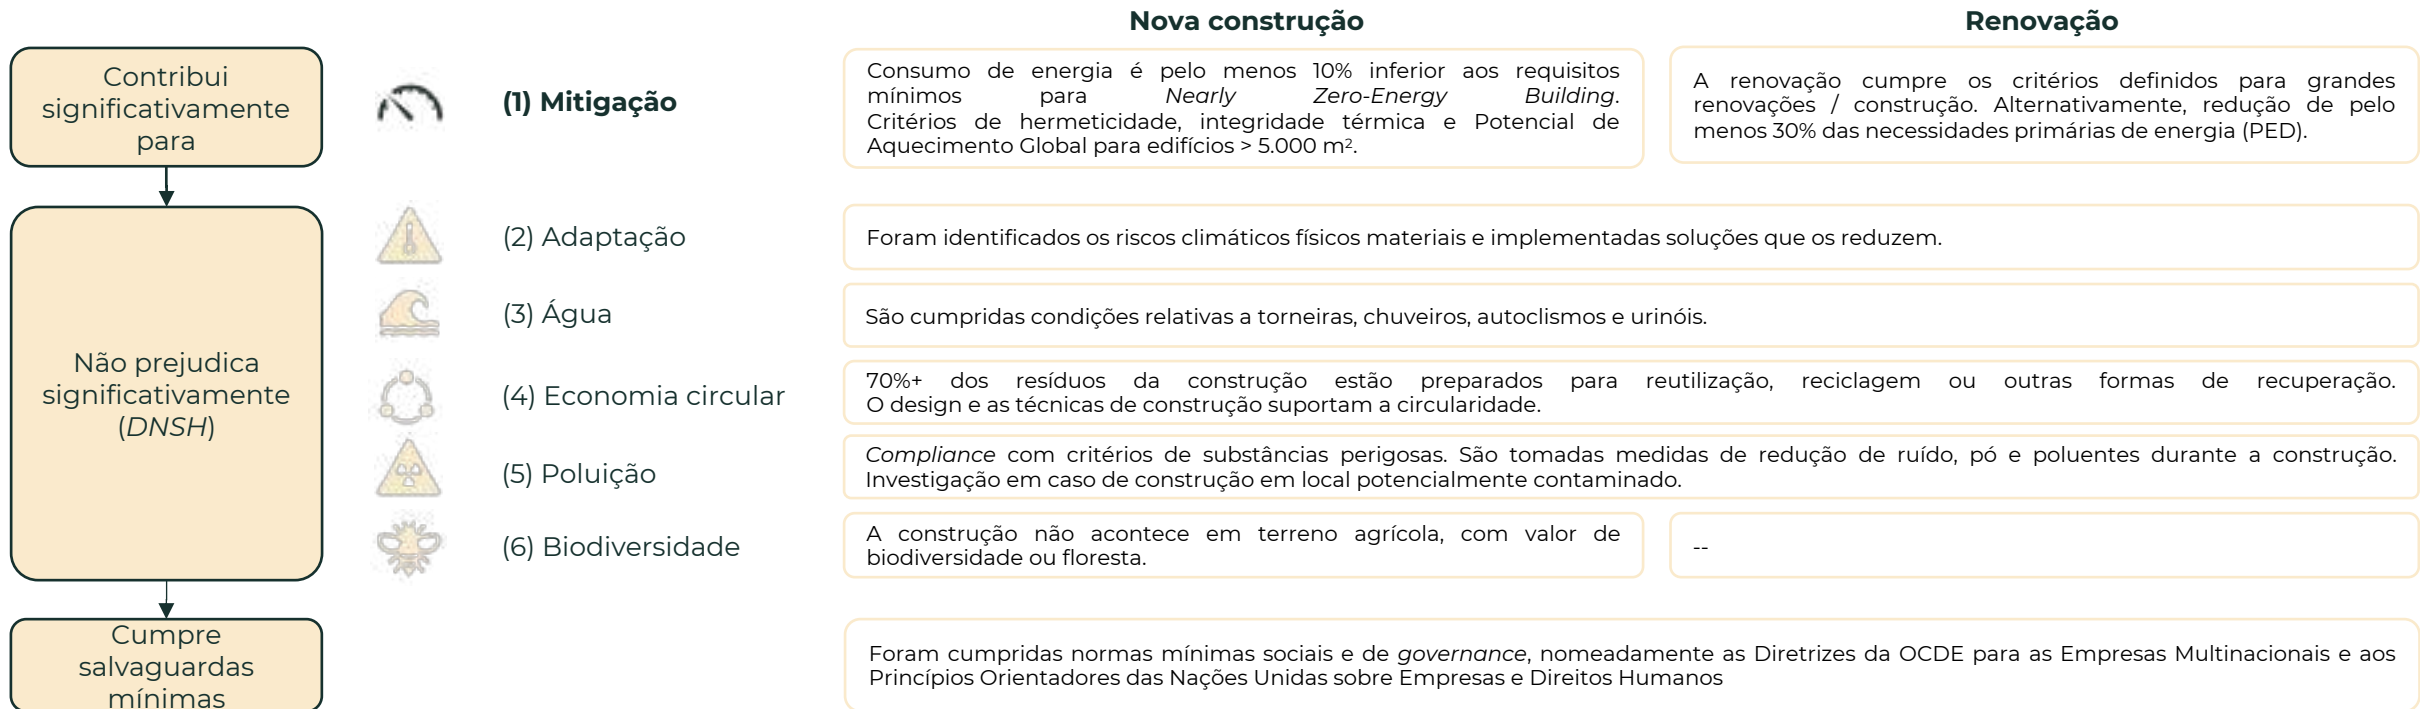 Nova construção
Renovação
Contribui
significativamente
para
(1) Mitigação
Consumo de energia é pelo menos 10% inferior aos requisitos
mínimos para Nearly Zero-Energy Building.
Critérios de hermeticidade, integridade térmica e Potencial de
Aquecimento Global para edifícios > 5.000 m².
A renovação cumpre os critérios definidos para grandes
renovações / construção. Alternativamente, redução de pelo
menos 30% das necessidades primárias de energia (PED).
Não prejudica
significativamente
(DNSH)
(2) Adaptação
Foram identificados os riscos climáticos físicos materiais e implementadas soluções que os reduzem.
(3) Água
São cumpridas condições relativas a torneiras, chuveiros, autoclismos e urinóis.
(4) Economia circular
70%+ dos resíduos da construção estão preparados para reutilização, reciclagem ou outras formas de recuperação.
O design e as técnicas de construção suportam a circularidade.
(5) Poluição
Compliance com critérios de substâncias perigosas. São tomadas medidas de redução de ruído, pó e poluentes durante a construção.
Investigação em caso de construção em local potencialmente contaminado.
(6) Biodiversidade
A construção não acontece em terreno agrícola, com valor de
biodiversidade ou floresta.
--
Cumpre
salvaguardas
mínimas
Foram cumpridas normas mínimas sociais e de governance, nomeadamente as Diretrizes da OCDE para as Empresas Multinacionais e aos
Princípios Orientadores das Nações Unidas sobre Empresas e Direitos Humanos